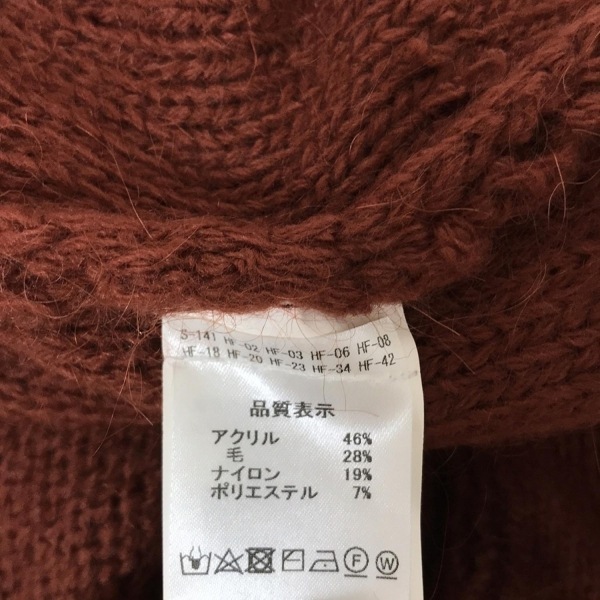 S-141 HF-02 HF-03 HF-06 HF-08
HF-18 HF-20 HF-23 HF-34 HF-42
品質表示
アクリル 46%
毛 28%
ナイロン 19%
ポリエステル 7%
F W